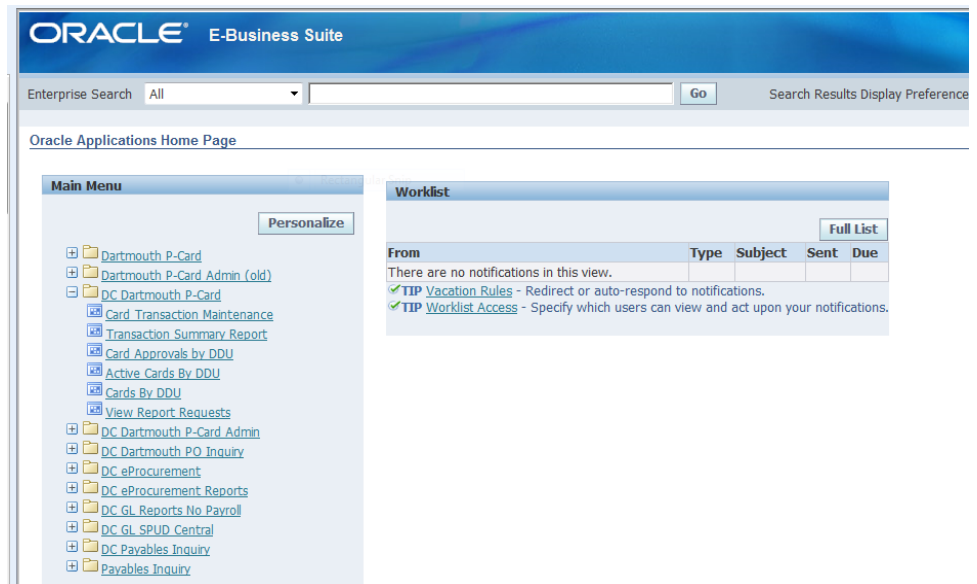 ORACLE® E-Business Suite
Enterprise Search All Go Search Results Display Preference
Oracle Applications Home Page
Main Menu
Personalize
Dartmouth P-Card
Dartmouth P-Card Admin (old)
DC Dartmouth P-Card
Card Transaction Maintenance
Transaction Summary Report
Card Approvals by DDU
Active Cards By DDU
Cards By DDU
View Report Requests
DC Dartmouth P-Card Admin
DC Dartmouth PO Inquiry
DC eProcurement
DC eProcurement Reports
DC GL Reports No Payroll
DC GL SPUD Central
DC Payables Inquiry
Payables Inquiry
Worklist
Full List
From Type Subject Sent Due
There are no notifications in this view.
TIP Vacation Rules - Redirect or auto-respond to notifications.
TIP Worklist Access - Specify which users can view and act upon your notifications.